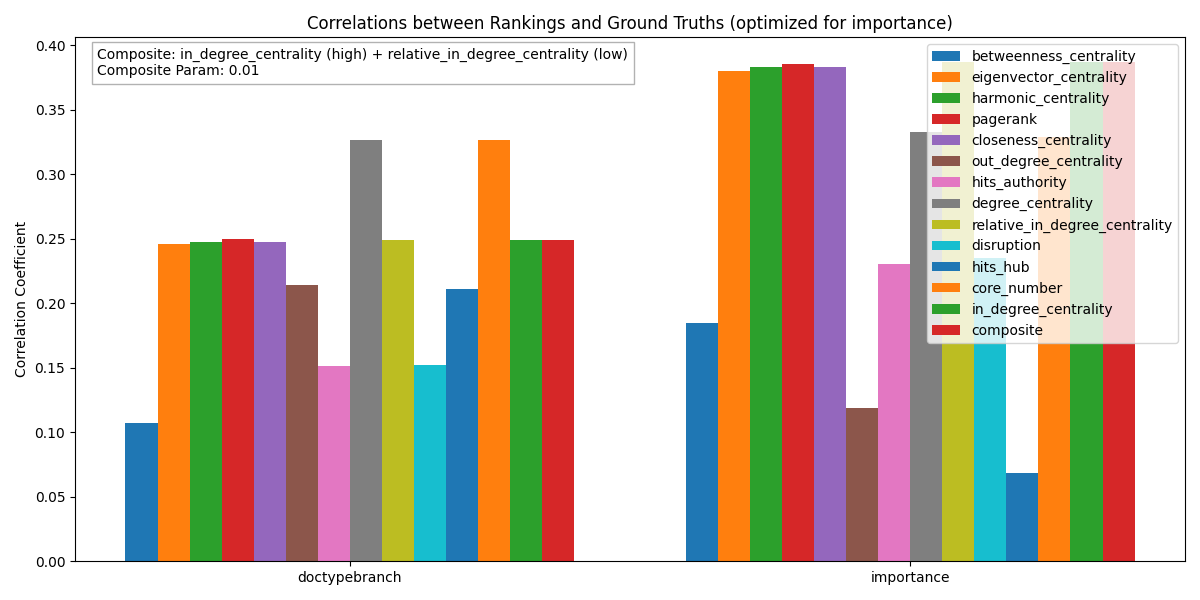 Correlations between Rankings and Ground Truths (optimized for importance)
Composite: in_degree_centrality (high) + relative_in_degree_centrality (low)
Composite Param: 0.01
betweenness_centrality
eigenvector_centrality
harmonic_centrality
pagerank
closeness_centrality
out_degree_centrality
hits_authority
degree_centrality
relative_in_degree_centrality
disruption
hits_hub
core_number
in_degree_centrality
composite
Correlation Coefficient
0.40
0.35
0.30
0.25
0.20
0.15
0.10
0.05
0.00
doctypebranch
importance